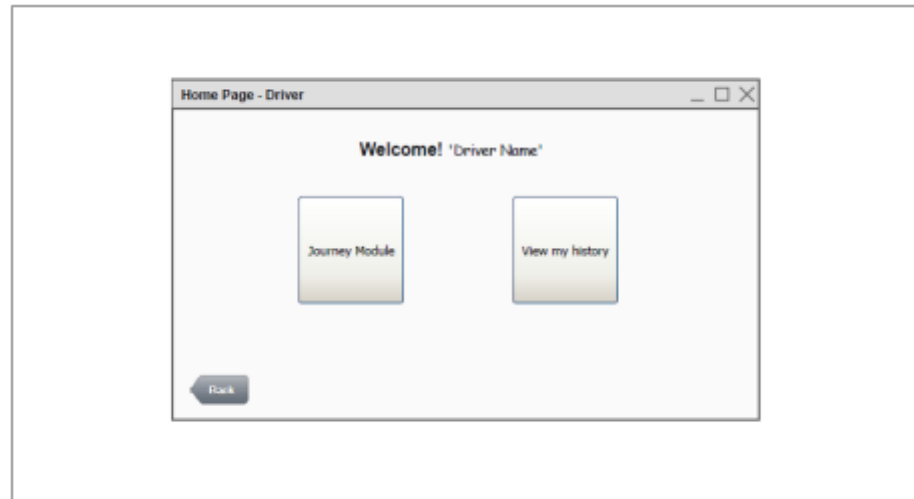 Home Page - Driver
Welcome! 'Driver Name'
Journey Module
View my history
Back